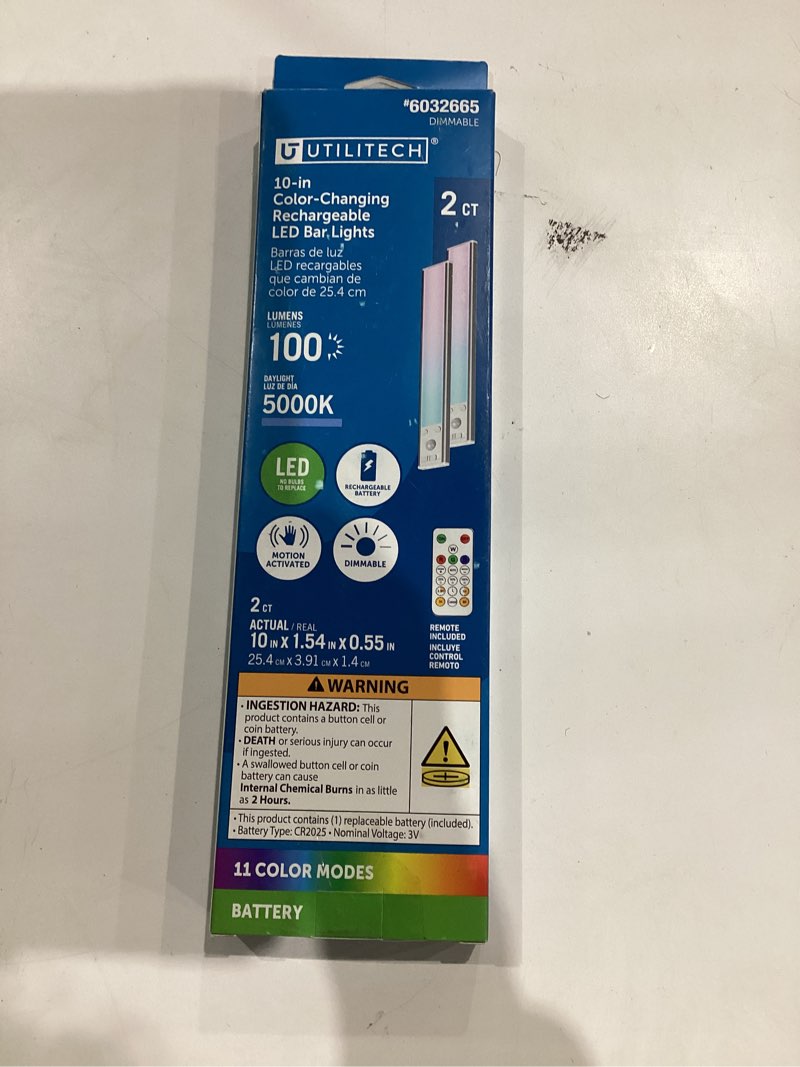 #6032665
DIMMABLE
UTILITECH®
10-in
Color-Changing
Rechargeable
LED Bar Lights
2 CT
Barras de luz
LED recargables
que cambian de
color de 25.4 cm
LUMENS
LÚMENES
100
DAYLIGHT
LUZ DE DÍA
5000K
LED
NO BULBS
TO REPLACE
RECHARGEABLE
BATTERY
MOTION
ACTIVATED
DIMMABLE
2 CT
ACTUAL / REAL
10 IN X 1.54 IN X 0.55 IN
25.4 CM X 3.91 CM X 1.4 CM
REMOTE
INCLUDED
INCLUYE
CONTROL
REMOTO
WARNING
• INGESTION HAZARD: This
product contains a button cell or
coin battery.
• DEATH or serious injury can occur
if ingested.
• A swallowed button cell or coin
battery can cause
Internal Chemical Burns in as little
as 2 Hours.
• This product contains (1) replaceable battery (included).
• Battery Type: CR2025 • Nominal Voltage: 3V
11 COLOR MODES
BATTERY